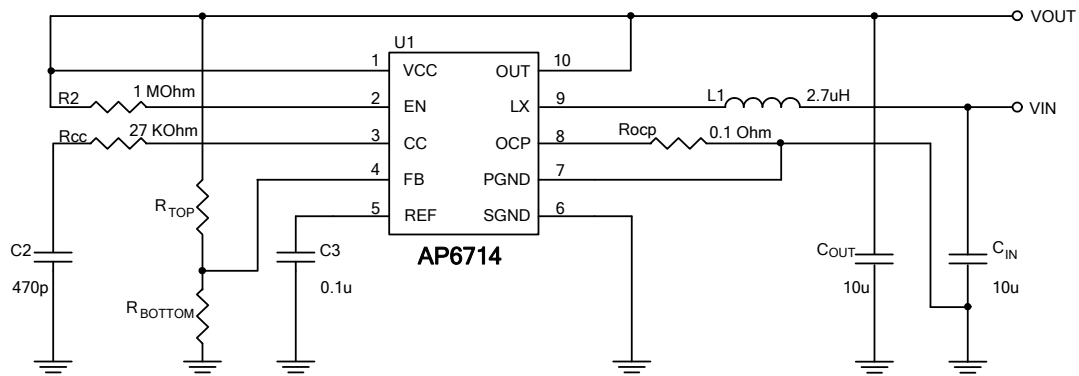 VOUT
U1
1 VCC OUT 10
R2 1 MOhm 2 EN LX 9 L1 2.7uH VIN
Rcc 27 KOhm 3 CC OCP 8 Rocp 0.1 Ohm
4 FB PGND 7
RTOP
5 REF SGND 6
AP6714
C2 C3 COUT CIN
470p 0.1u 10u 10u
RBOTTOM